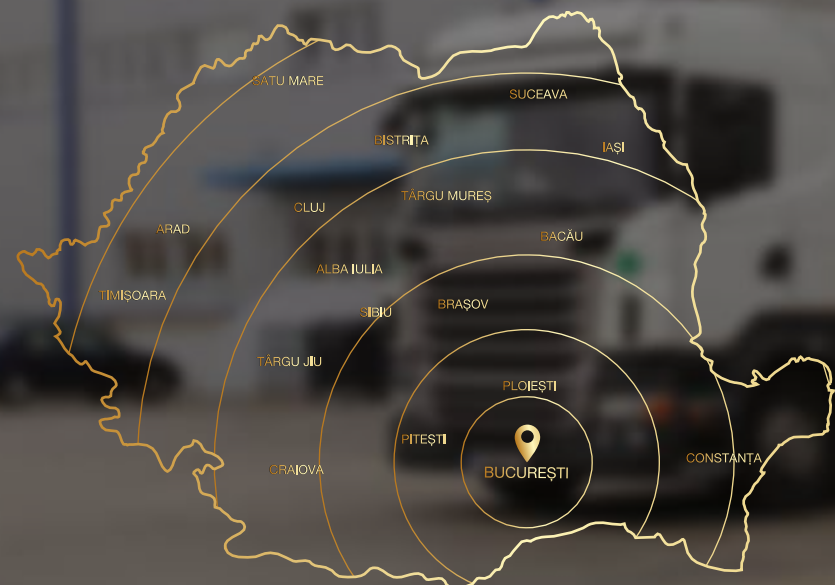 SATU MARE
SUCEAVA
BISTRIȚA
IAȘI
TÂRGU MUREȘ
CLUJ
ARAD
BACĂU
ALBA IULIA
TIMIȘOARA
BRAȘOV
SIBIU
TÂRGU JIU
PLOIEȘTI
PITEȘTI
CONSTANȚA
CRAIOVA
BUCUREȘTI